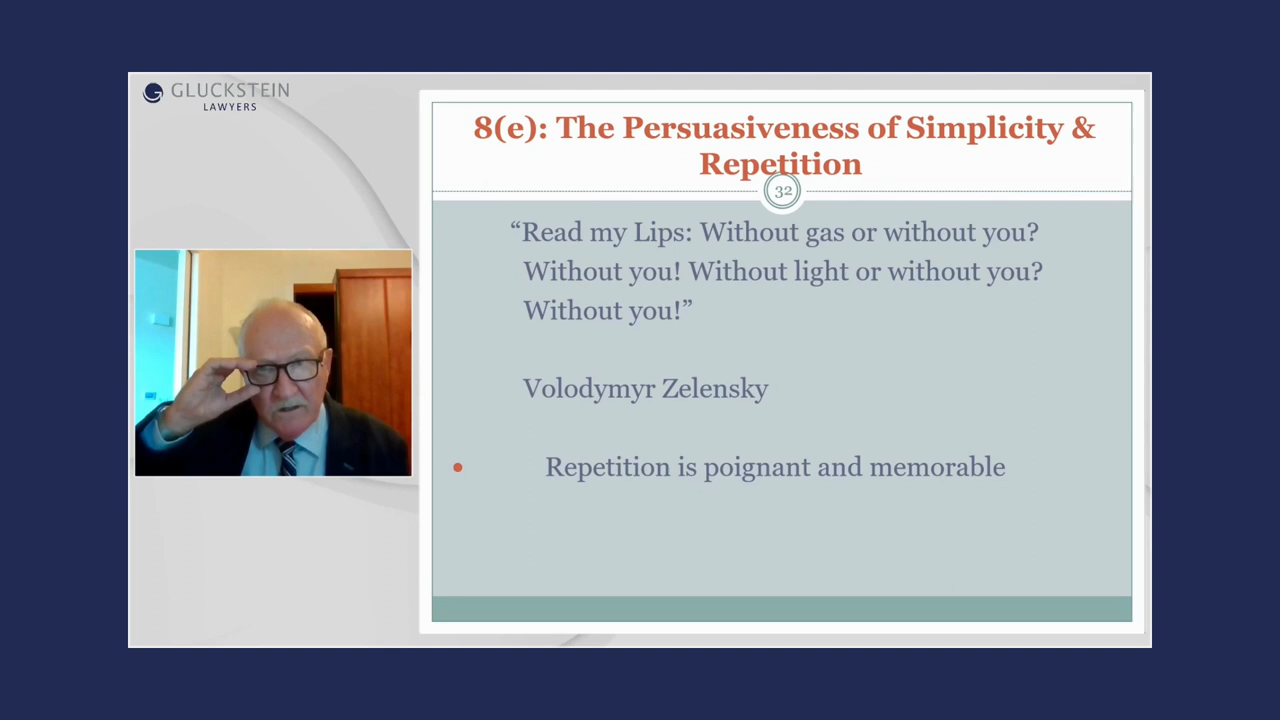 GLUCKSTEIN
LAWYERS
8(e): The Persuasiveness of Simplicity &
Repetition
32
“Read my Lips: Without gas or without you?
Without you! Without light or without you?
Without you!”
Volodymyr Zelensky
Repetition is poignant and memorable